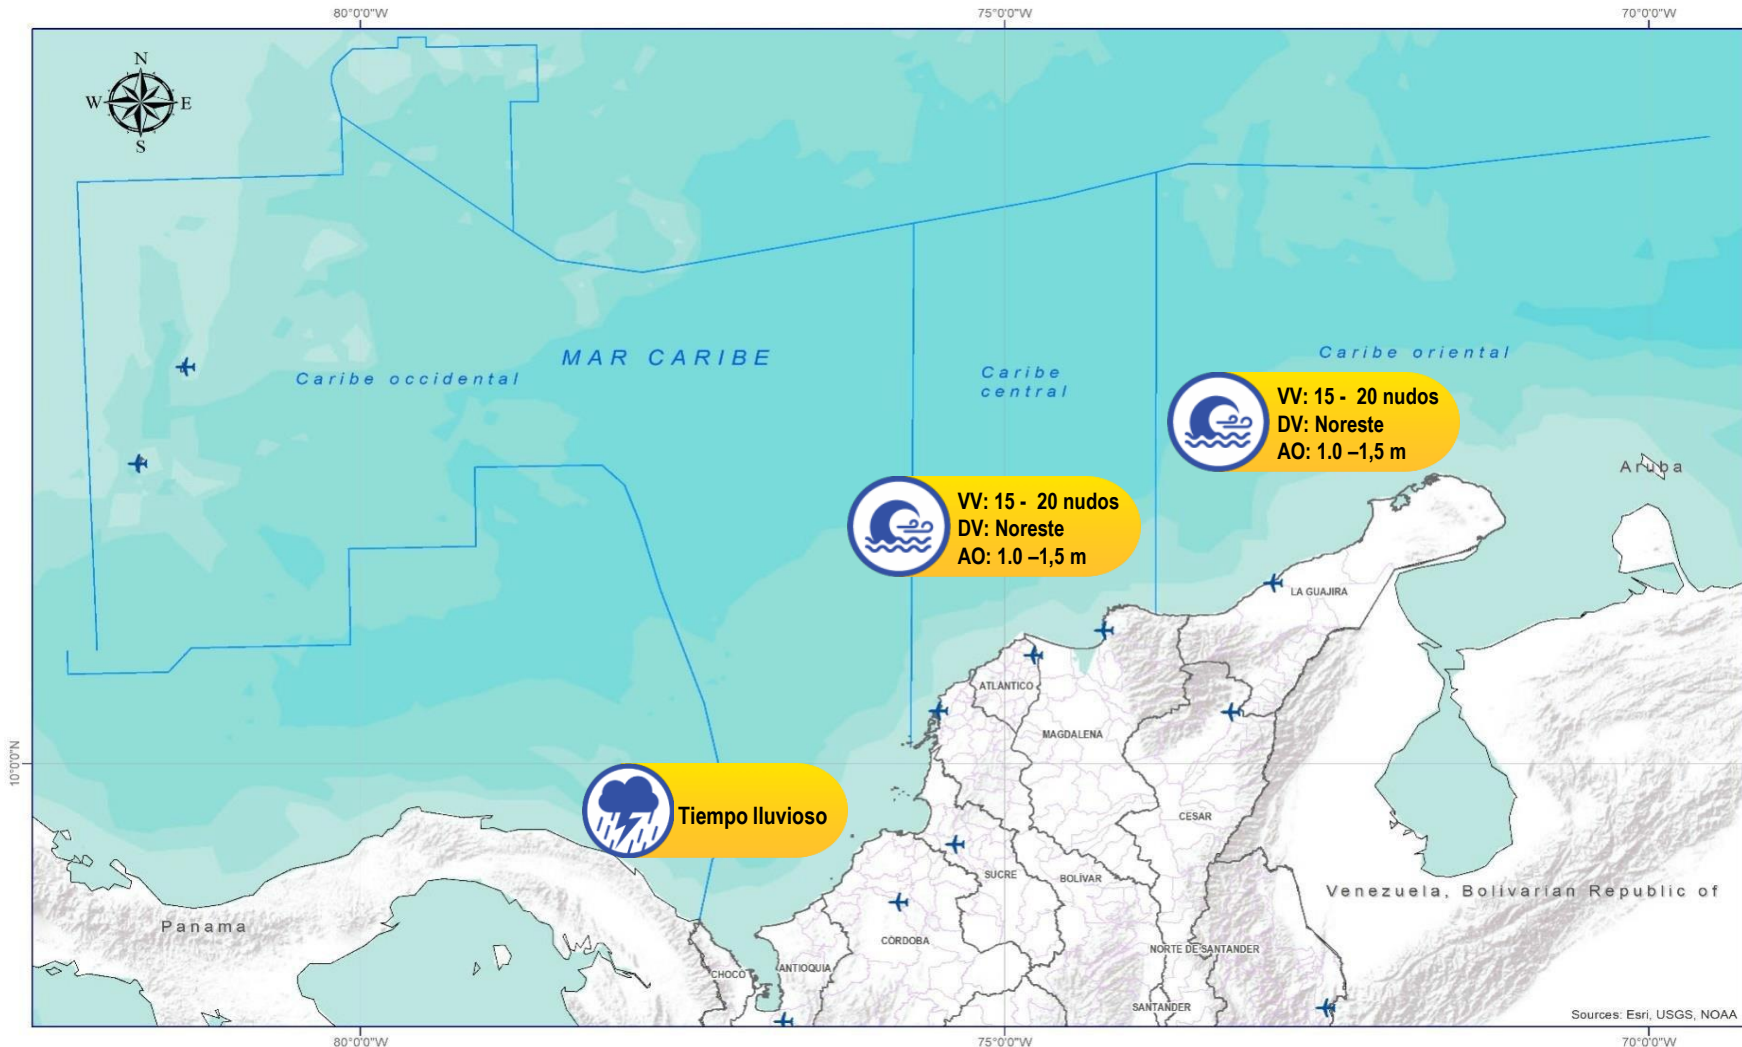 80°0'0"W
75°0'0"W
70°0'0"W
N
W
E
S
MAR CARIBE
Caribe occidental
Caribe
central
Caribe oriental
VV: 15 -  20 nudos
DV: Noreste
AO: 1.0 –1,5 m
Aruba
VV: 15 -  20 nudos
DV: Noreste
AO: 1.0 –1,5 m
LA GUAJIRA
ATLANTICO
MAGDALENA
10°0'0"N
Tiempo lluvioso
CESAR
SUCRE
BOLÍVAR
Venezuela, Bolivarian Republic of
Panama
CÓRDOBA
NORTE DE SANTANDER
CHOCO
ANTIOQUIA
SANTANDER
Sources: Esri, USGS, NOAA
80°0'0"W
75°0'0"W
70°0'0"W